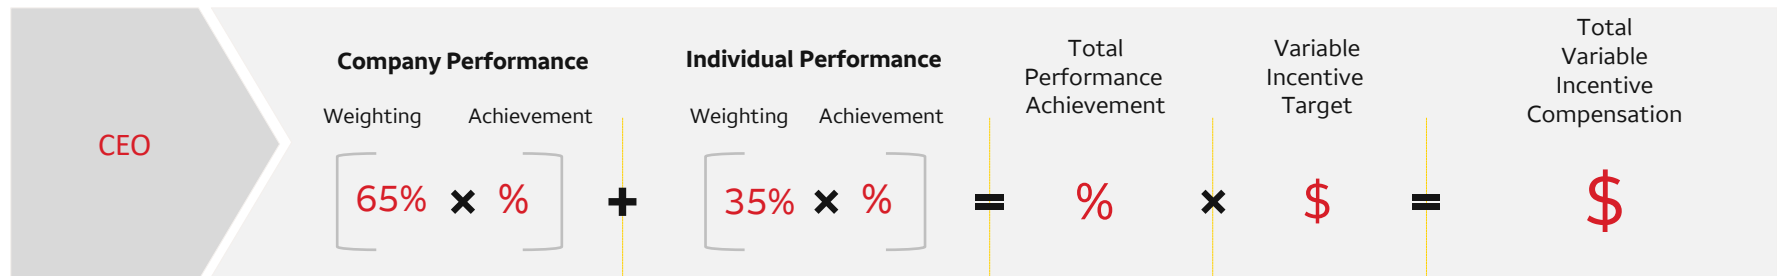 CEO
Company Performance
Weighting Achievement
65% × %
+
Individual Performance
Weighting Achievement
35% × %
=
Total
Performance
Achievement
%
×
Variable
Incentive
Target
$
=
Total
Variable
Incentive
Compensation
$